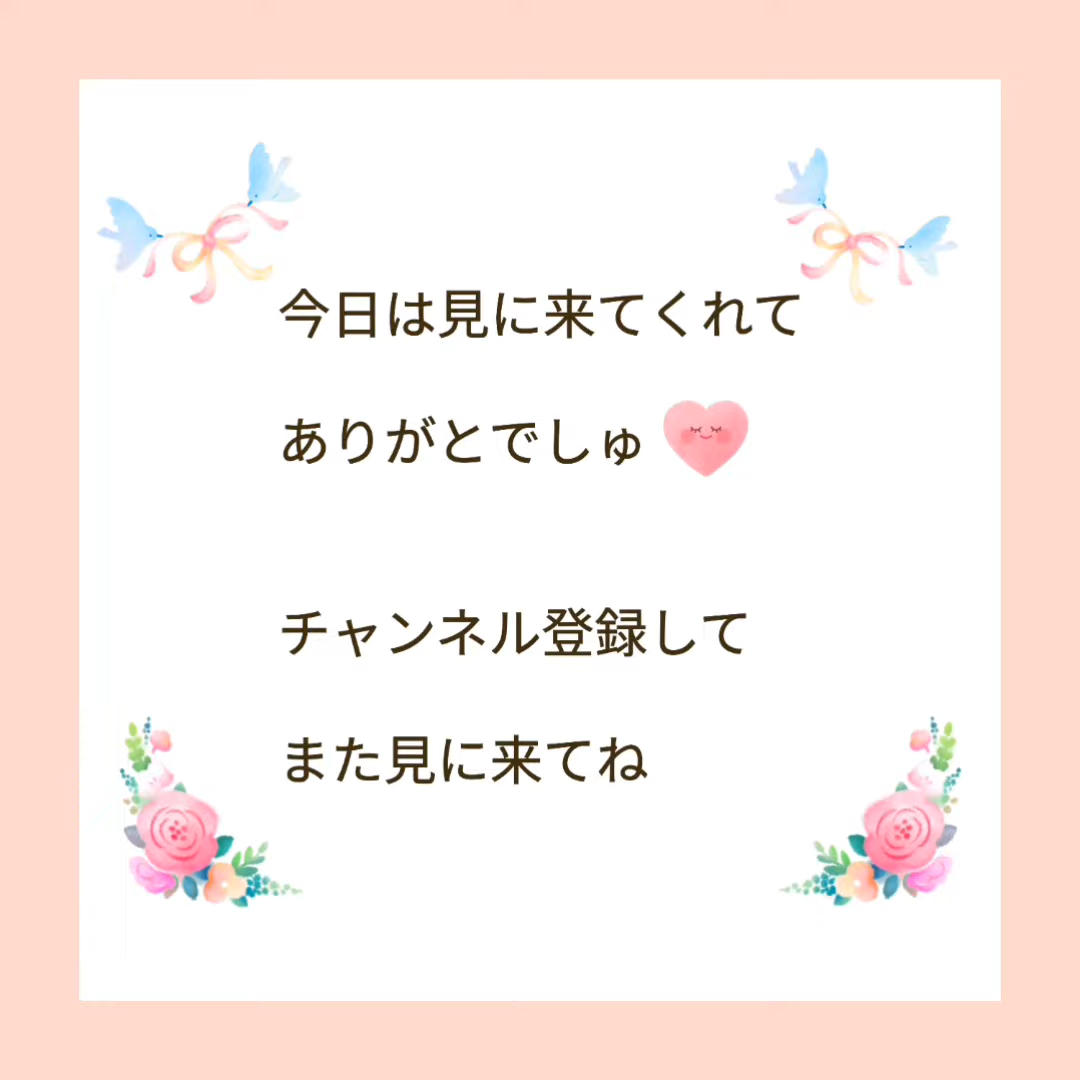 今日は見に来てくれて
ありがとでしゅ
チャンネル登録して
また見に来てね